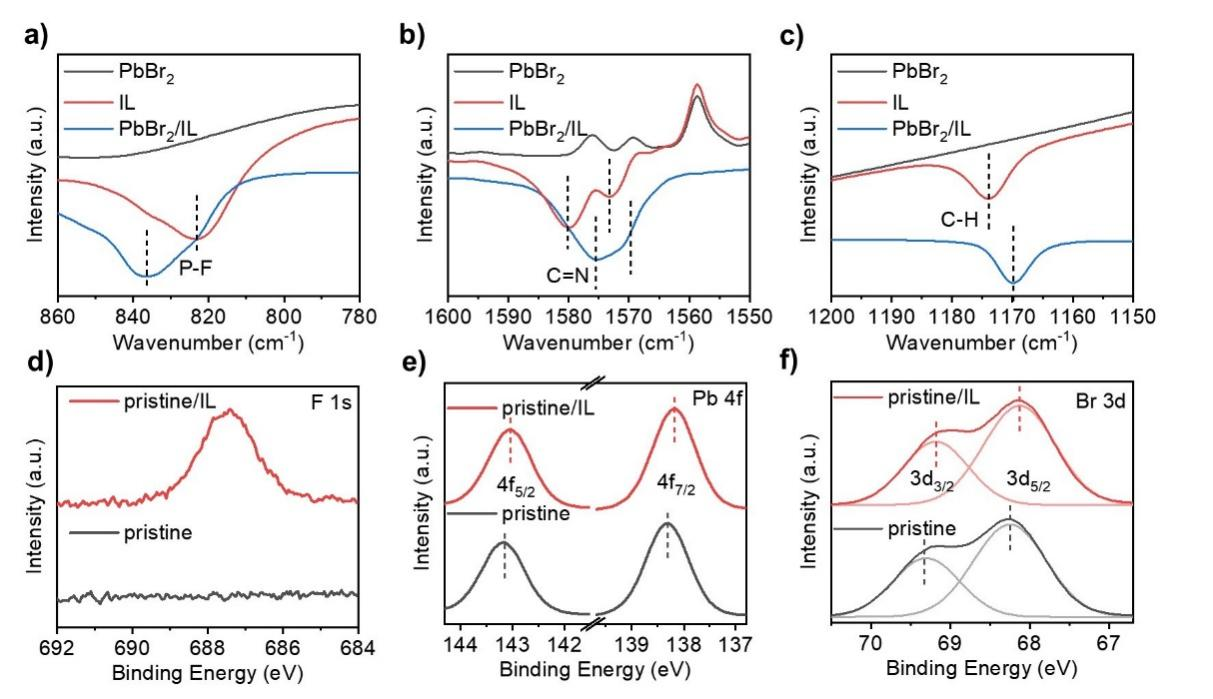 a)
PbBr2
IL
PbBr2/IL
P-F
Intensity (a.u.)
860 840 820 800 780
Wavenumber (cm-1)
b)
PbBr2
IL
PbBr2/IL
C=N
Intensity (a.u.)
1600 1590 1580 1570 1560 1550
Wavenumber (cm-1)
c)
PbBr2
IL
PbBr2/IL
C-H
Intensity (a.u.)
1200 1190 1180 1170 1160 1150
Wavenumber (cm-1)
d)
pristine/IL
F 1s
pristine
Intensity (a.u.)
692 690 688 686 684
Binding Energy (eV)
e)
Pb 4f
pristine/IL
4f5/2
4f7/2
pristine
Intensity (a.u.)
144 143 142 139 138 137
Binding Energy (eV)
f)
pristine/IL
Br 3d
3d3/2
3d5/2
pristine
Intensity (a.u.)
70 69 68 67
Binding Energy (eV)